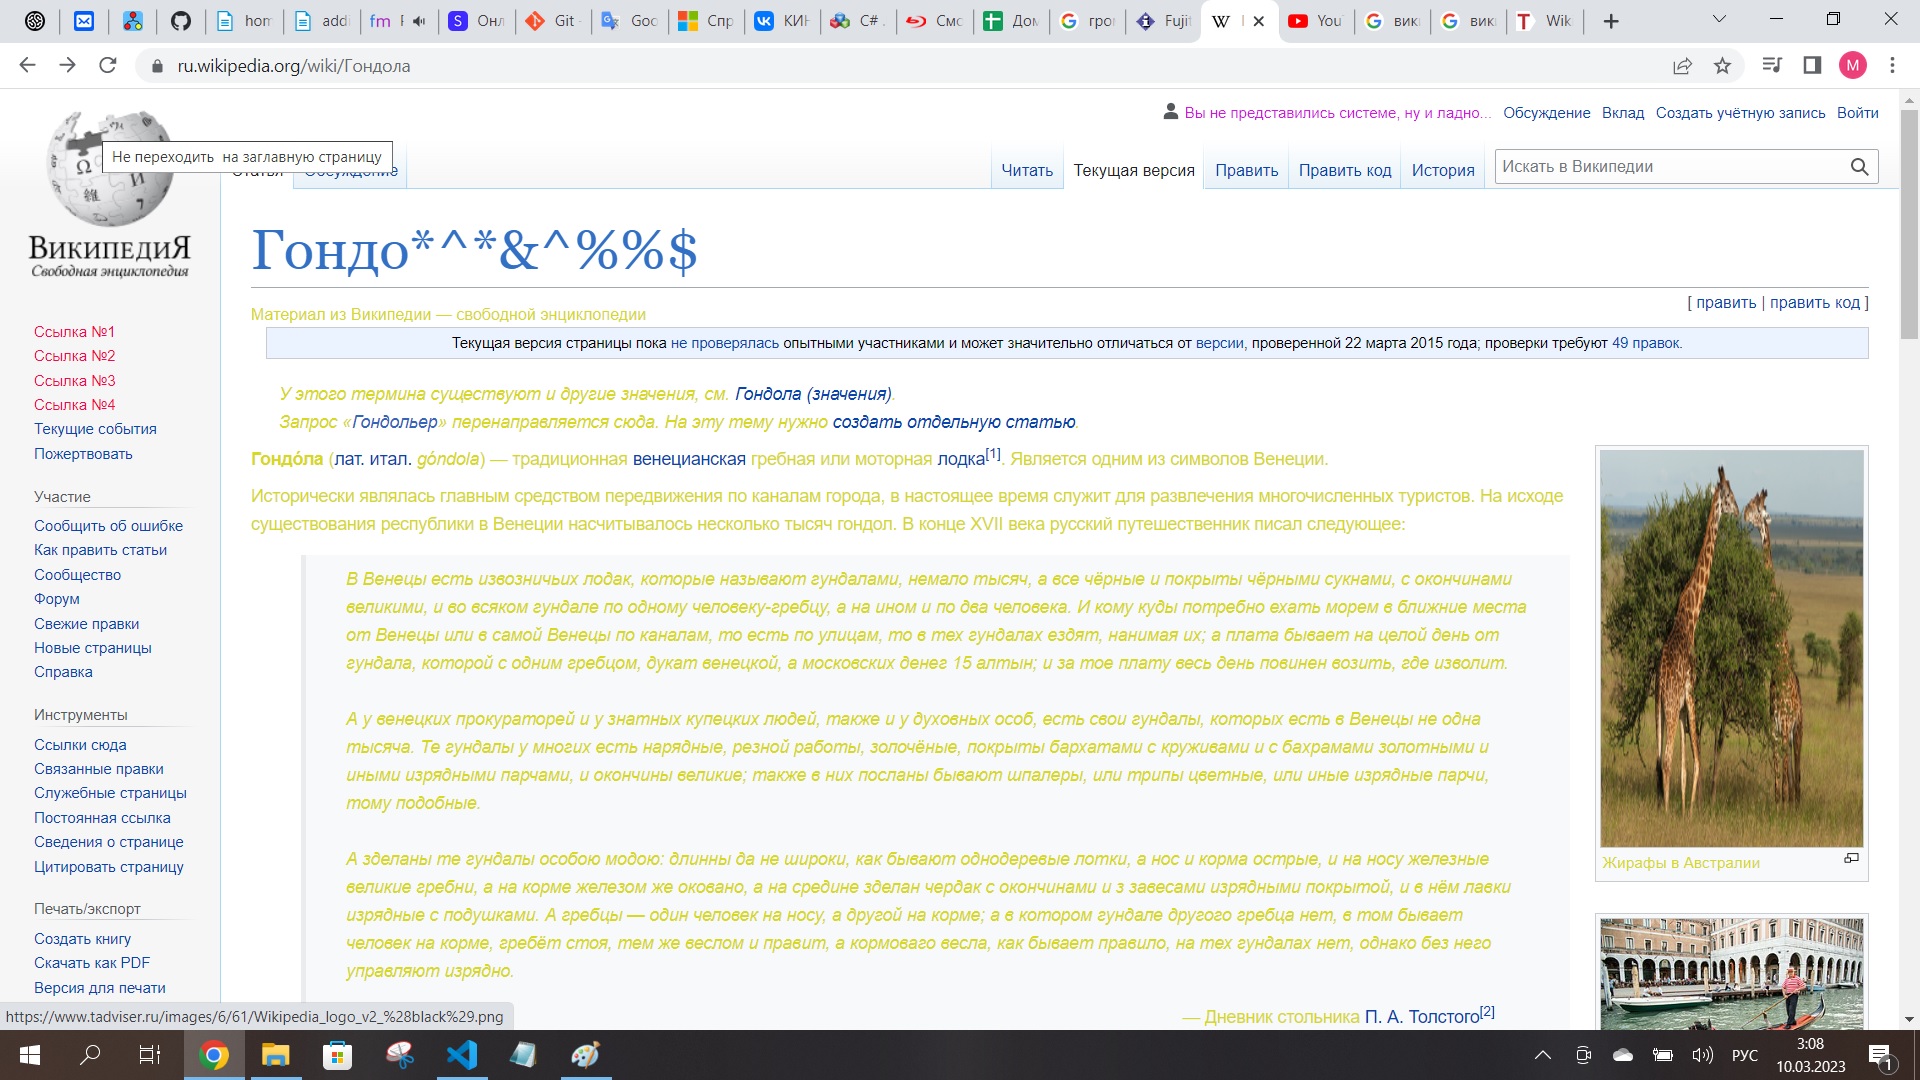 hom
addi
fm
Онл
Git -
Goo
Спр
КИН
C#
Смо
Дом
гро
Fujit
You
вики
вик
Wik
ru.wikipedia.org/wiki/Гондола
M
Вы не представились системе, ну и ладно... Обсуждение Вклад Создать учётную запись Войти
Не переходить на заглавную страницу
Статья Обсуждение Читать Текущая версия Править Править код История Искать в Википедии
ВикипедиЯ
Свободная энциклопедия
Ссылка №1
Ссылка №2
Ссылка №3
Ссылка №4
Текущие события
Пожертвовать
Участие
Сообщить об ошибке
Как править статьи
Сообщество
Форум
Свежие правки
Новые страницы
Справка
Инструменты
Ссылки сюда
Связанные правки
Служебные страницы
Постоянная ссылка
Сведения о странице
Цитировать страницу
Печать/экспорт
Создать книгу
Скачать как PDF
Версия для печати
Гондо*^*&^%%$
[ править | править код ]
Материал из Википедии — свободной энциклопедии
Текущая версия страницы пока не проверялась опытными участниками и может значительно отличаться от версии, проверенной 22 марта 2015 года; проверки требуют 49 правок.
У этого термина существуют и другие значения, см. Гондола (значения).
Запрос «Гондольер» перенаправляется сюда. На эту тему нужно создать отдельную статью.
Гондо́ла (лат. итал. góndola) — традиционная венецианская гребная или моторная лодка[1]. Является одним из символов Венеции.
Исторически являлась главным средством передвижения по каналам города, в настоящее время служит для развлечения многочисленных туристов. На исходе
существования республики в Венеции насчитывалось несколько тысяч гондол. В конце XVII века русский путешественник писал следующее:
В Венецы есть извозничьих лодак, которые называют гундалами, немало тысяч, а все чёрные и покрыты чёрными сукнами, с окончинами
великими, и во всяком гундале по одному человеку-гребцу, а на ином и по два человека. И кому куды потребно ехать морем в ближние места
от Венецы или в самой Венецы по каналам, то есть по улицам, то в тех гундалах ездят, нанимая их; а плата бывает на целой день от
гундала, которой с одним гребцом, дукат венецкой, а московских денег 15 алтын; и за тое плату весь день повинен возить, где изволит.
А у венецких прокураторей и у знатных купецких людей, также и у духовных особ, есть свои гундалы, которых есть в Венецы не одна
тысяча. Те гундалы у многих есть нарядные, резной работы, золочёные, покрыты бархатами с круживами и с бахрамами золотными и
иными изрядными парчами, и окончины великие; также в них посланы бывают шпалеры, или трипы цветные, или иные изрядные парчи,
тому подобные.
А зделаны те гундалы особою модою: длинны да не широки, как бывают однодеревые лотки, а нос и корма острые, и на носу железные
великие гребни, а на корме железом же оковано, а на средине зделан чердак с окончинами и з завесами изрядными покрытой, и в нём лавки
изрядные с подушками. А гребцы — один человек на носу, а другой на корме; а в котором гундале другого гребца нет, в том бывает
человек на корме, гребёт стоя, тем же веслом и правит, а кормоваго весла, как бывает правило, на тех гундалах нет, однако без него
управляют изрядно.
— Дневник стольника П. А. Толстого[2]
Жирафы в Австралии
https://www.tadviser.ru/images/6/61/Wikipedia_logo_v2_%28black%29.png
РУС
3:08
10.03.2023
1